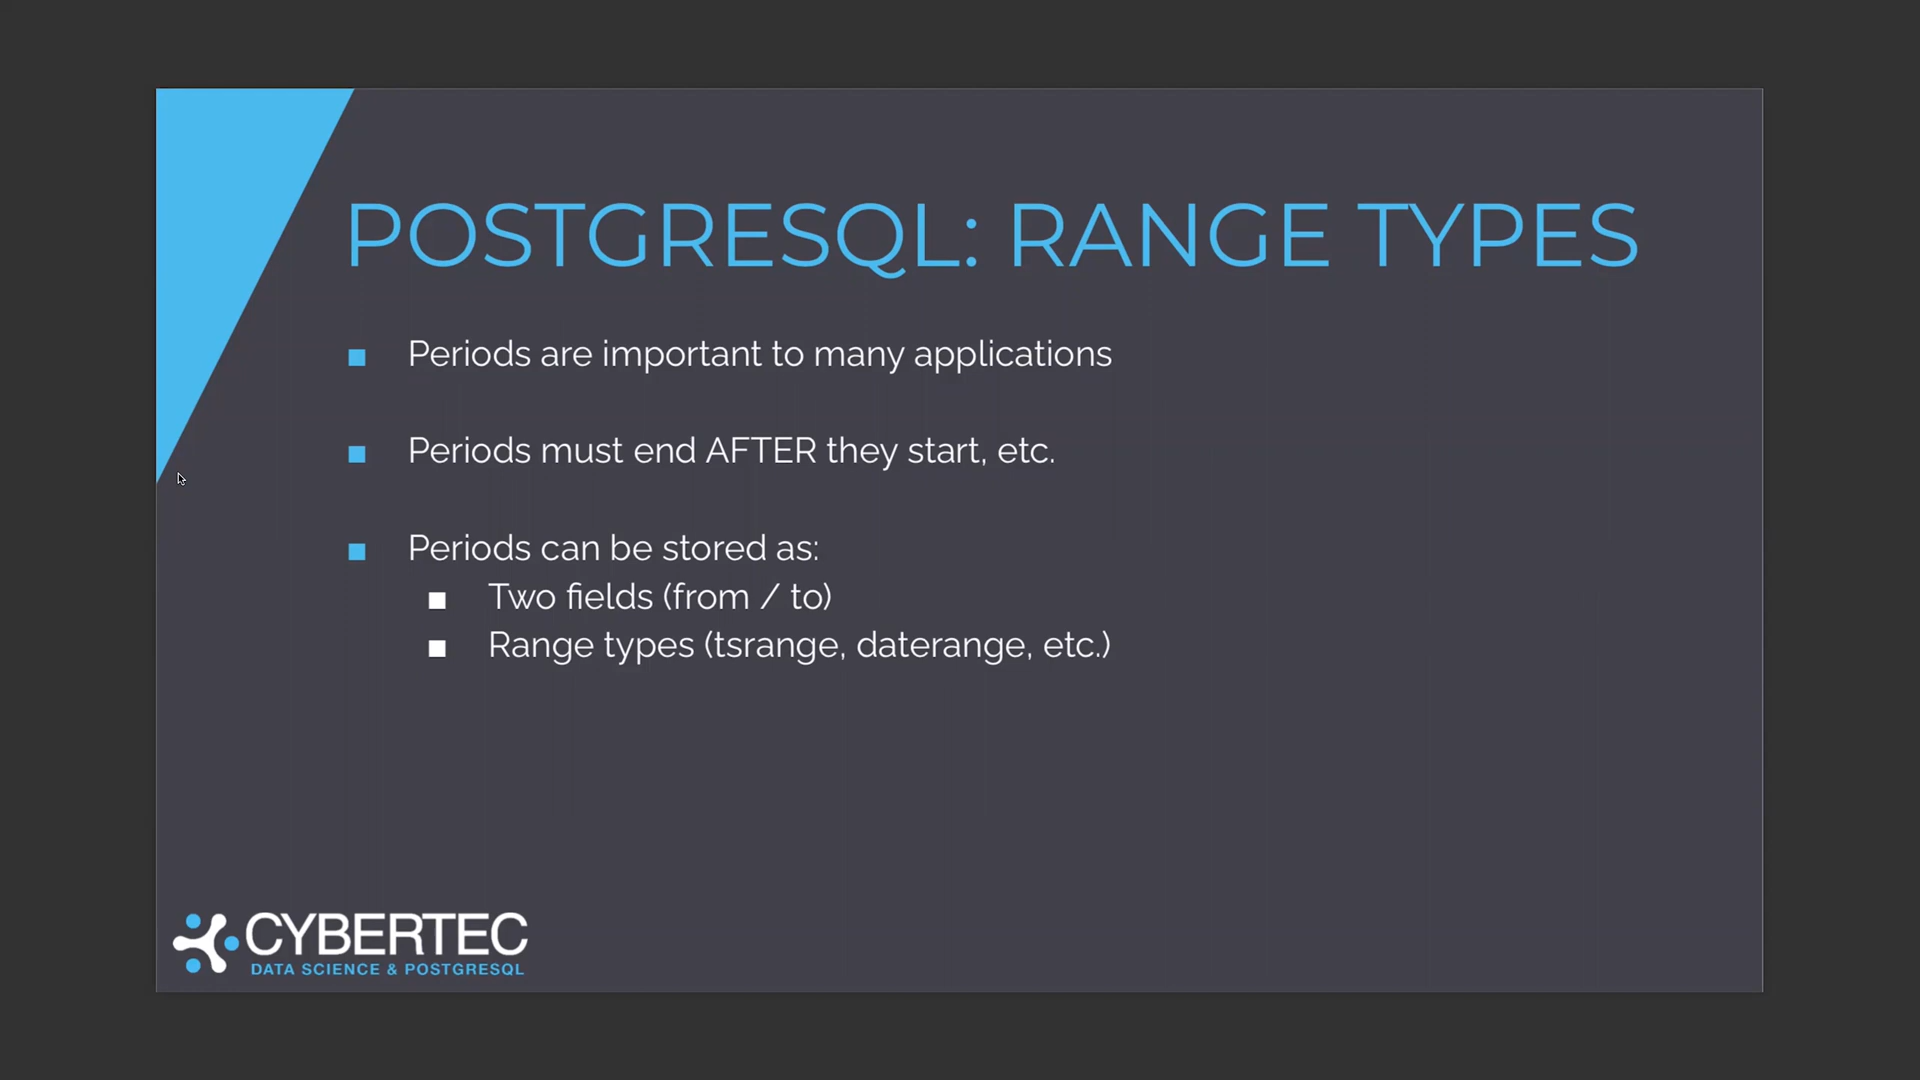 POSTGRESQL: RANGE TYPES
Periods are important to many applications
Periods must end AFTER they start, etc.
Periods can be stored as:
Two fields (from / to)
Range types (tsrange, daterange, etc.)
CYBERTEC
DATA SCIENCE & POSTGRESQL